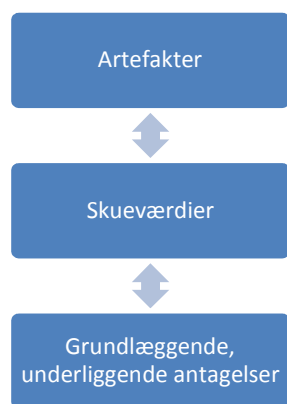 Artefakter
Skueværdier
Grundlæggende,
underliggende antagelser